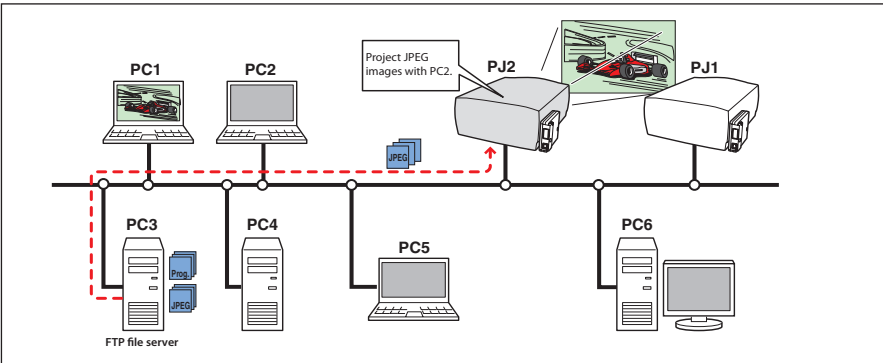 PC1
PC2
Project JPEG
images with PC2.
PJ2
PJ1
JPEG
PC3
PC4
PC5
PC6
Prog.
JPEG
FTP file server